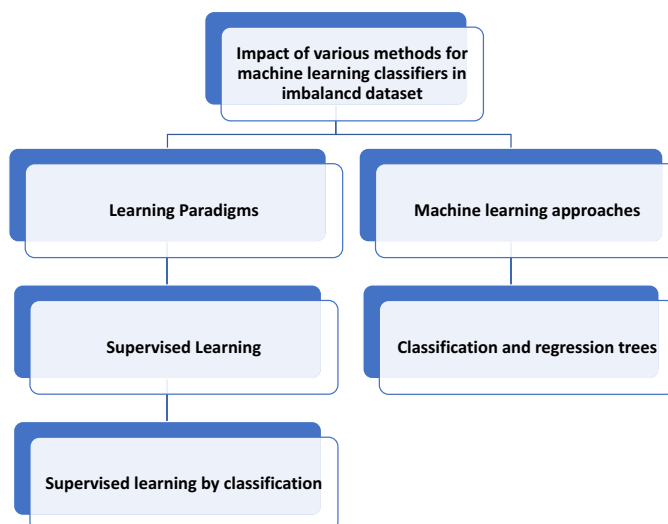 Impact of various methods for
machine learning classifiers in
imbalancd dataset
Learning Paradigms
Machine learning approaches
Supervised Learning
Classification and regression trees
Supervised learning by classification